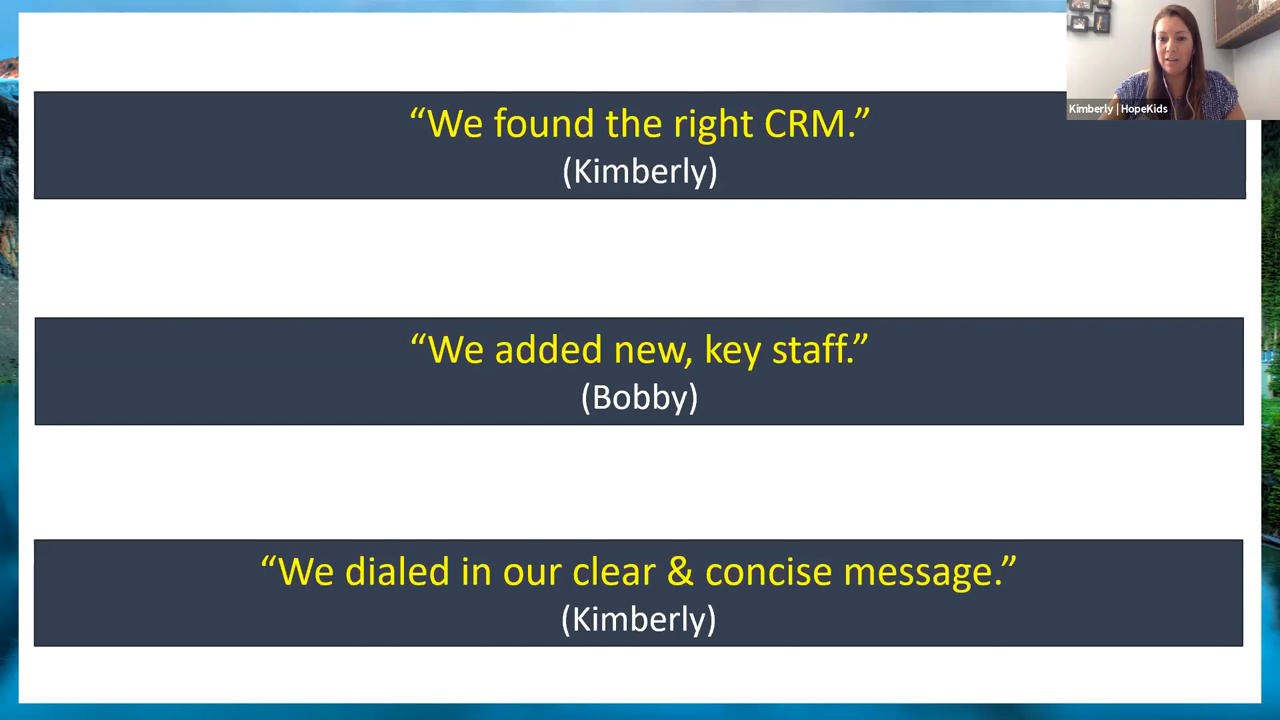 Kimberly | HopeKids
“We found the right CRM.”
(Kimberly)
“We added new, key staff.”
(Bobby)
“We dialed in our clear & concise message.”
(Kimberly)